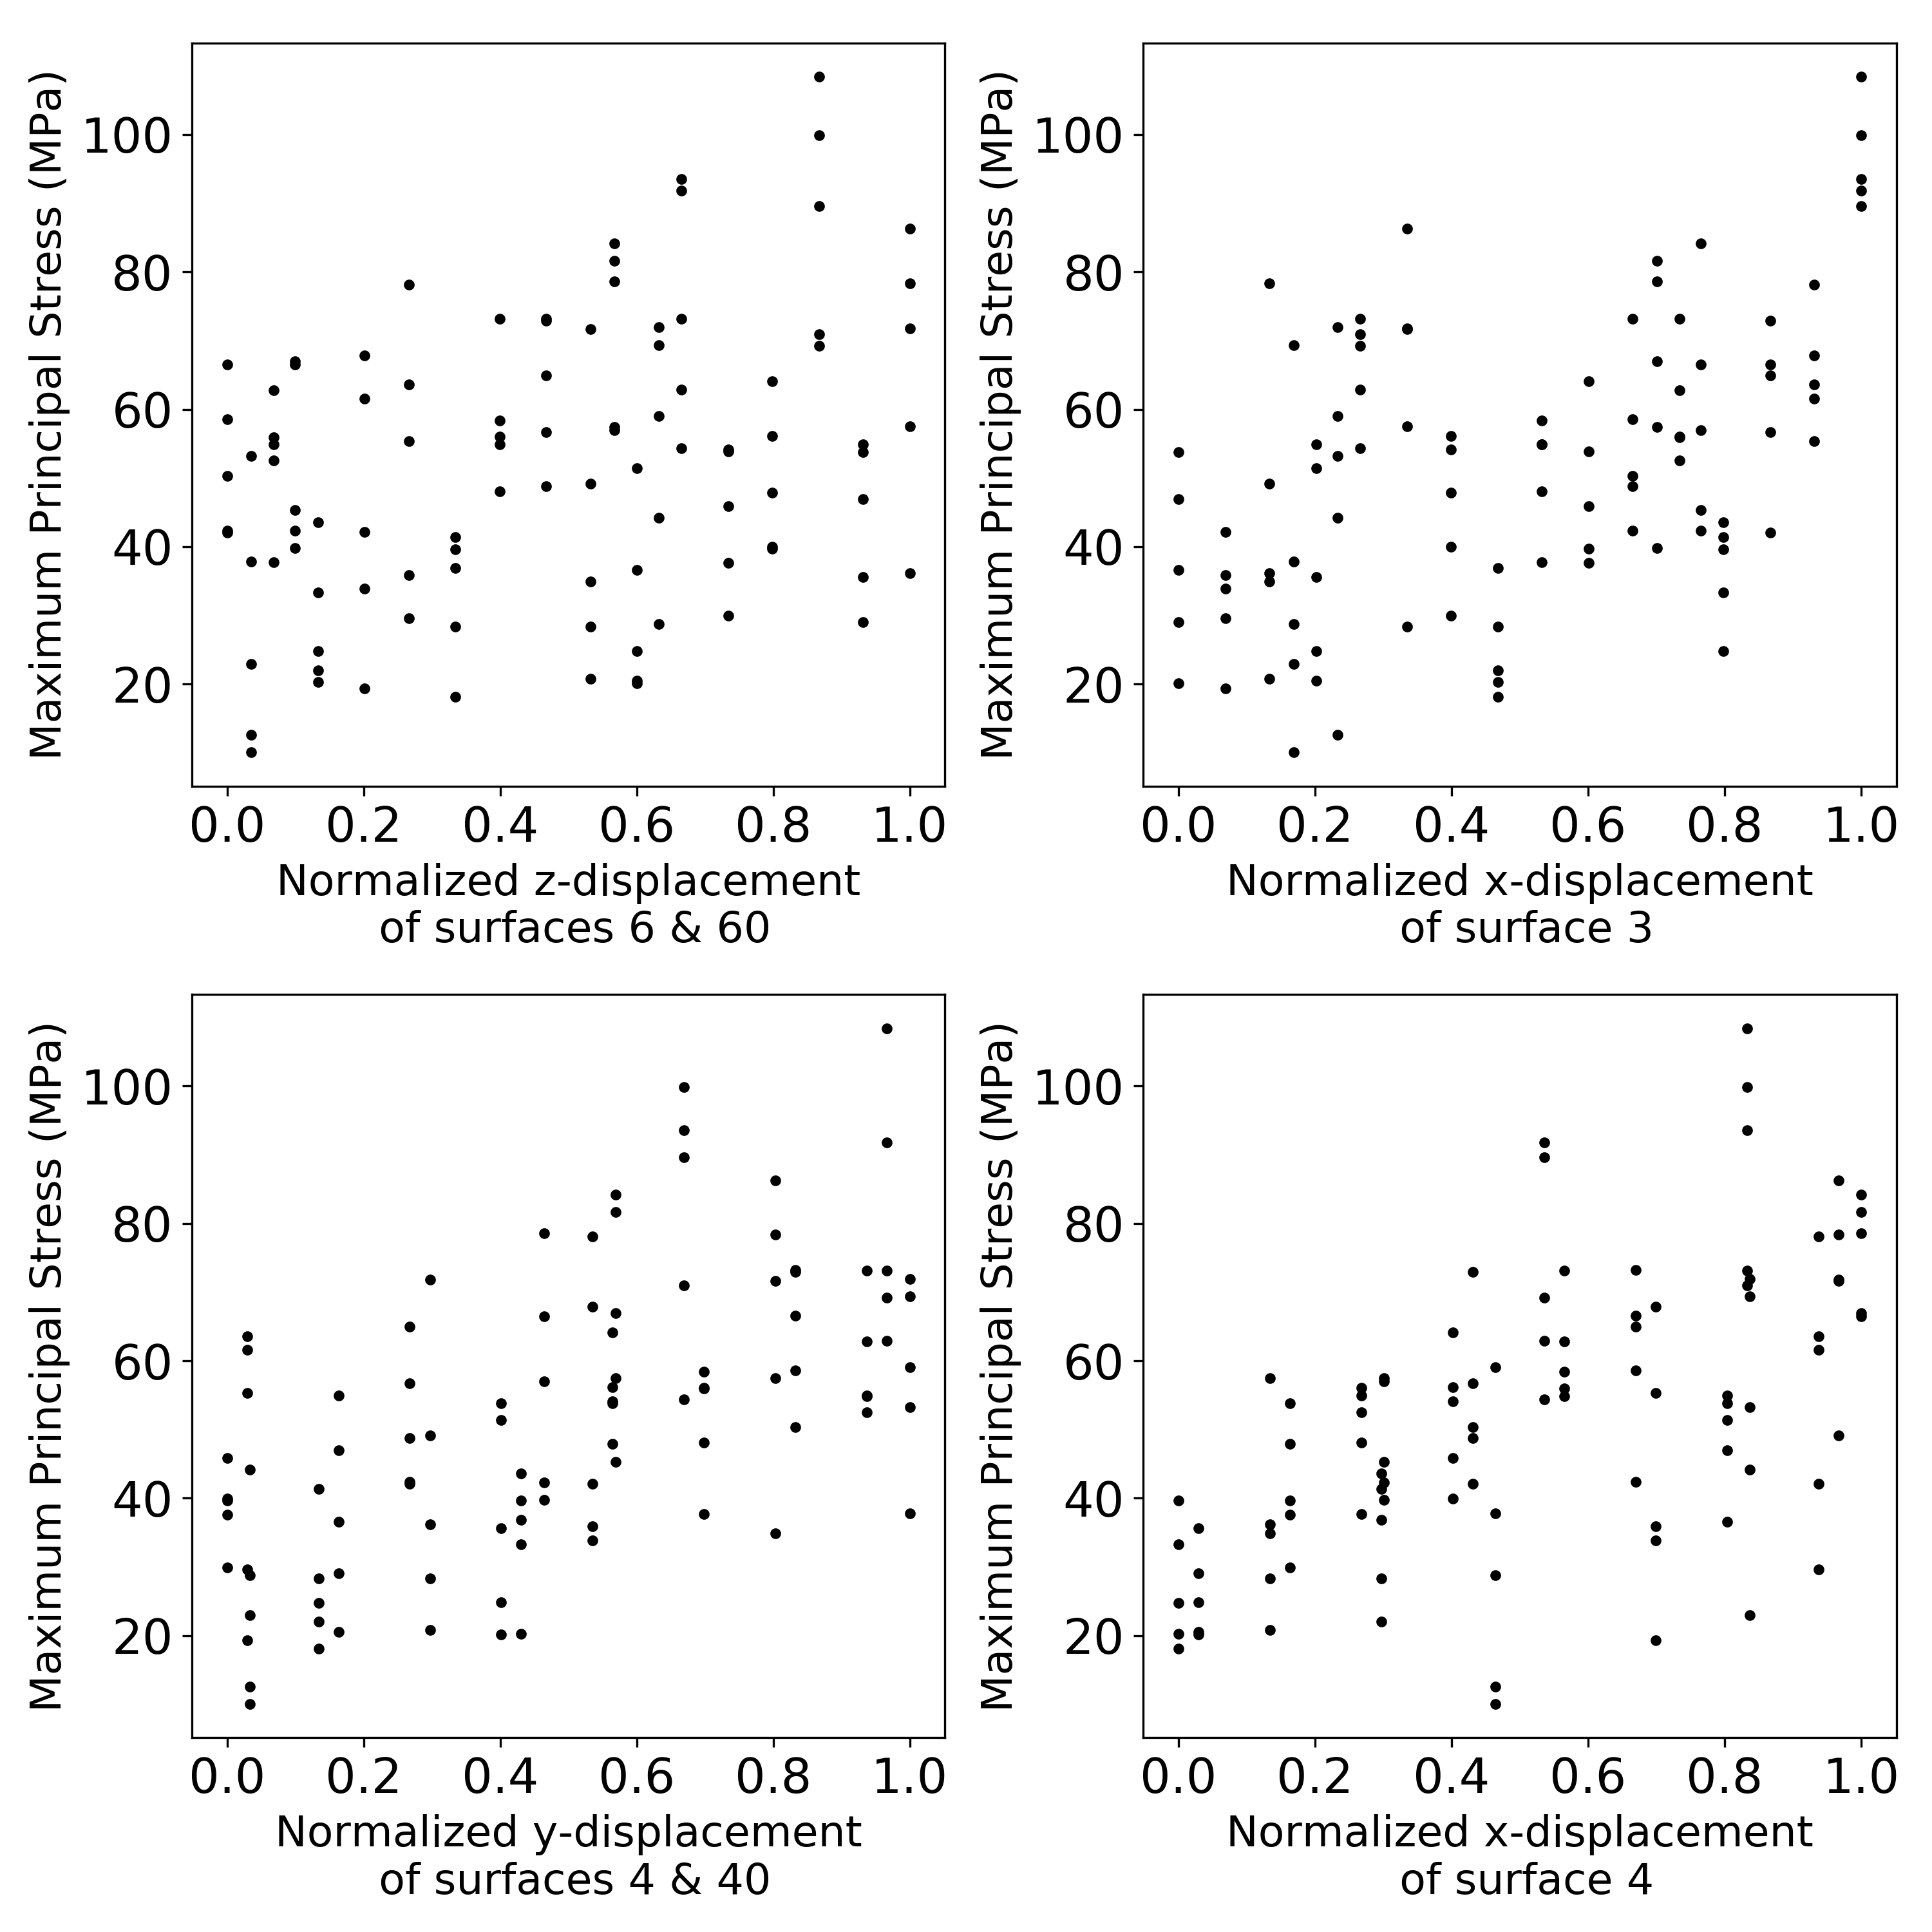 Maximum Principal Stress (MPa)
100
80
60
40
20
0.0 0.2 0.4 0.6 0.8 1.0
Normalized z-displacement
of surfaces 6 & 60
Maximum Principal Stress (MPa)
100
80
60
40
20
0.0 0.2 0.4 0.6 0.8 1.0
Normalized x-displacement
of surface 3
Maximum Principal Stress (MPa)
100
80
60
40
20
0.0 0.2 0.4 0.6 0.8 1.0
Normalized y-displacement
of surfaces 4 & 40
Maximum Principal Stress (MPa)
100
80
60
40
20
0.0 0.2 0.4 0.6 0.8 1.0
Normalized x-displacement
of surface 4